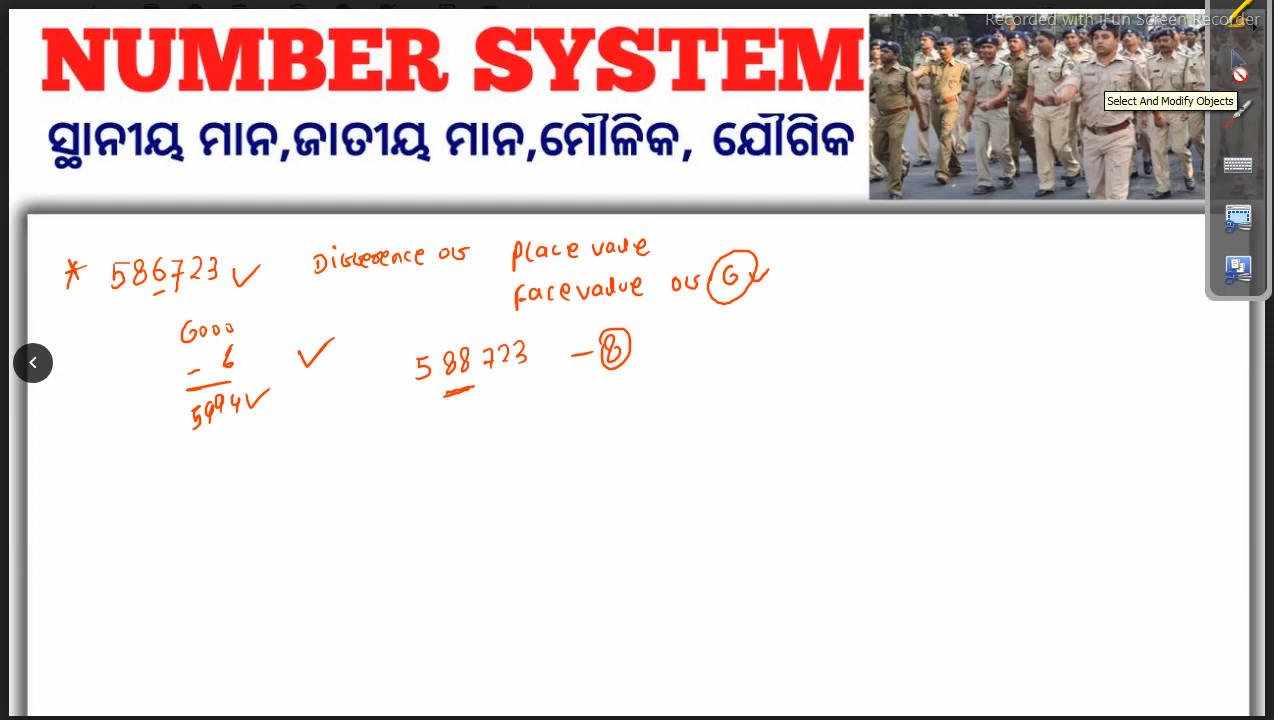 Recorded with iFun Screen Recorder
NUMBER SYSTEM
ସ୍ଥାନୀୟ ମାନ,ଜାତୀୟ ମାନ,ମୌଳିକ, ଯୌଗିକ
Select And Modify Objects
* 586723 ✓ Difference of Place value
Face value of 6 ✓
6000
- 6
5994 ✓
✓ 588723 - 8